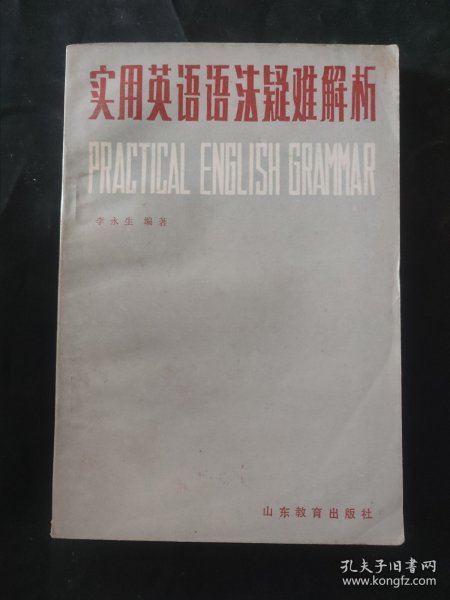 实用英语语法疑难解析
PRACTICAL ENGLISH GRAMMAR
李永生 编著
山东教育出版社
孔夫子旧书网
www.kongfz.com